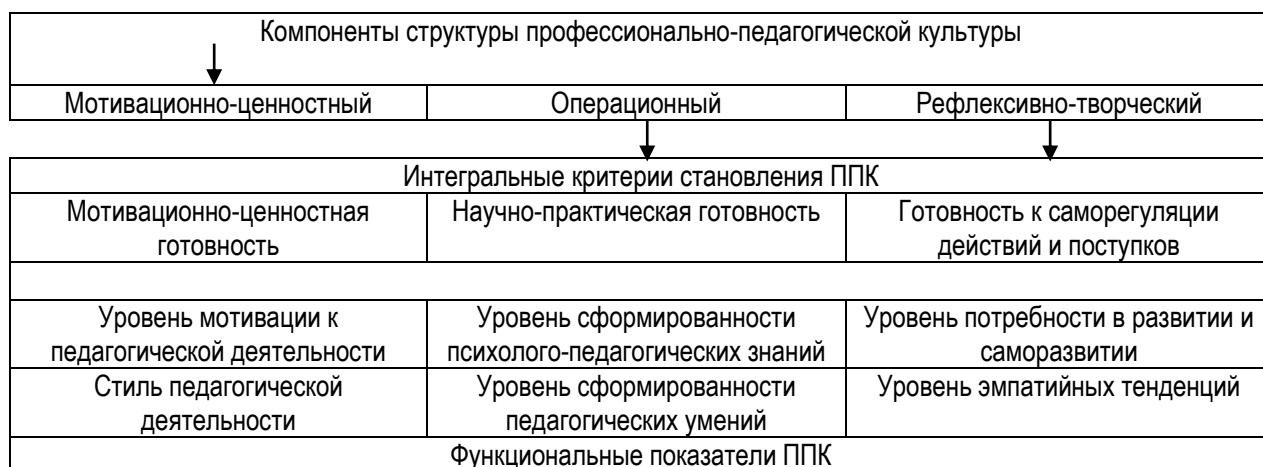 Компоненты структуры профессионально-педагогической культуры
Мотивационно-ценностный
Операционный
Рефлексивно-творческий
Интегральные критерии становления ППК
Мотивационно-ценностная
готовность
Научно-практическая готовность
Готовность к саморегуляции
действий и поступков
Уровень мотивации к
педагогической деятельности
Уровень сформированности
психолого-педагогических знаний
Уровень потребности в развитии и
саморазвитии
Стиль педагогической
деятельности
Уровень сформированности
педагогических умений
Уровень эмпатийных тенденций
Функциональные показатели ППК